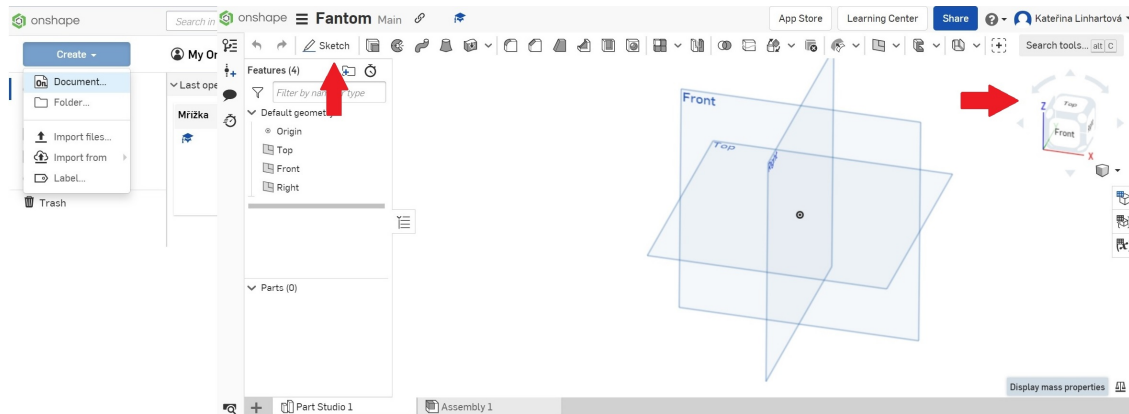 onshape
Search in
Create
Document...
Folder...
Import files...
Import from
Label...
Trash
My Or
Last ope
Mřížka
onshape Fantom Main
App Store
Learning Center
Share
Kateřina Linhartová
Sketch
Search tools... alt C
Features (4)
Filter by name or type
Default geometry
Origin
Top
Front
Right
Parts (0)
Front
Top
Z
Top
Front
X
Display mass properties
Part Studio 1
Assembly 1